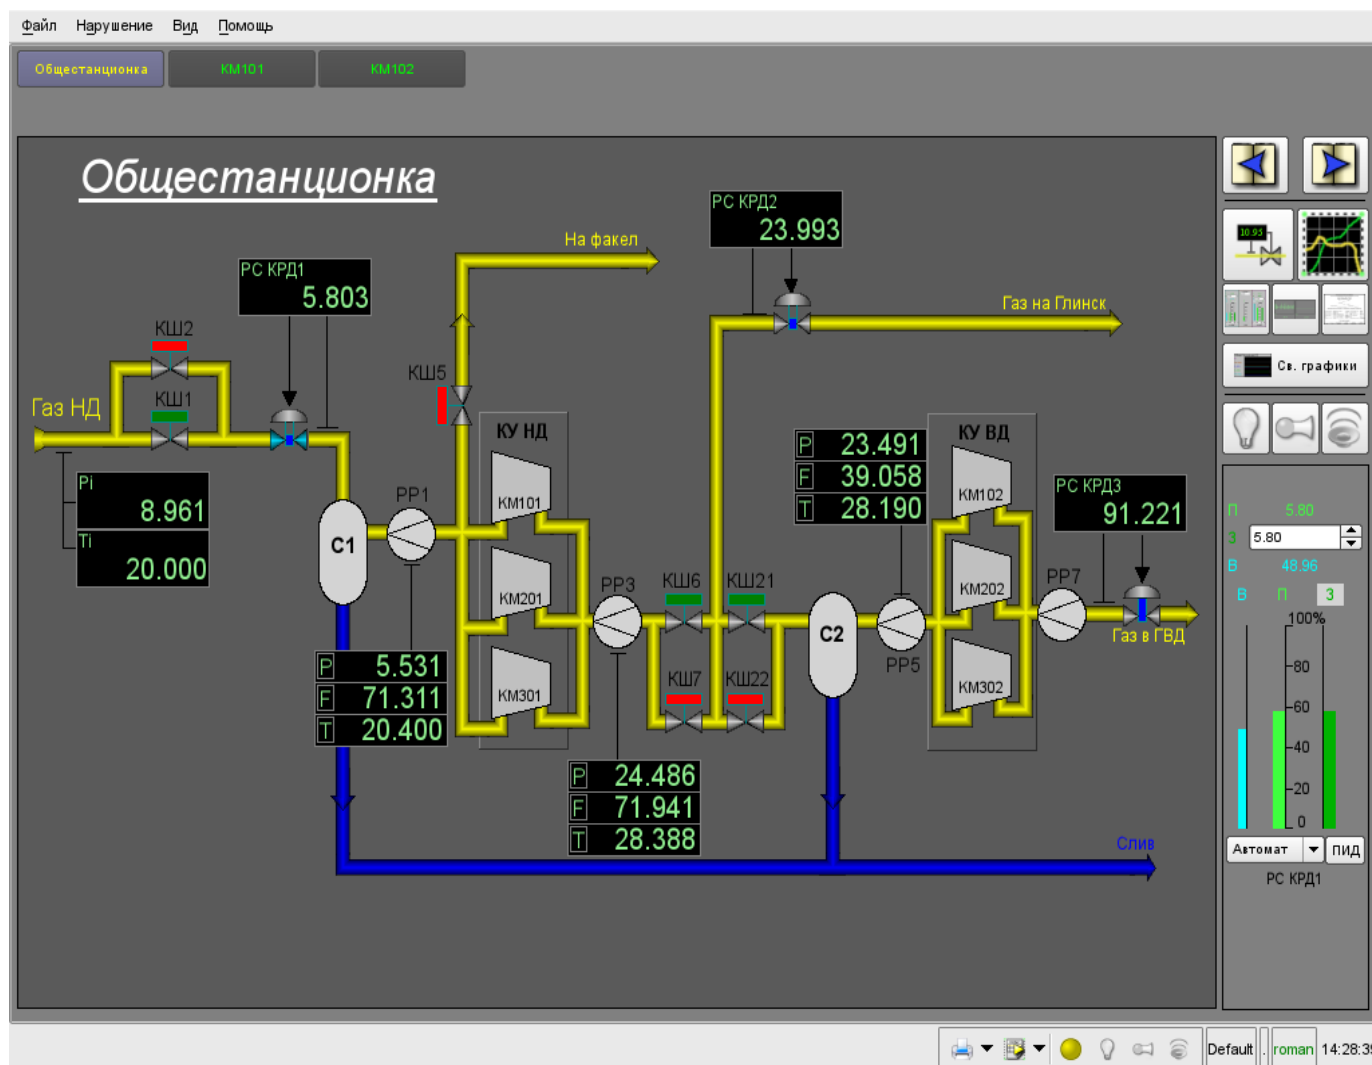 Файл Нарушение Вид Помощь
Общестанционка КМ101 КМ102
Общестанционка
РС КРД2
23.993
На факел
РС КРД1
5.803
Газ на Глинск
КШ2
КШ5
КШ1
Газ НД
КУ НД
КУ ВД
P 23.491
F 39.058
T 28.190
Pi
8.961
Ti
20.000
РР1
КМ101
КМ102
РС КРД3
91.221
С1
КМ201
РР3
КШ6
КШ21
КМ202
РР7
С2
РР5
Газ в ГВД
P 5.531
F 71.311
T 20.400
КМ301
КШ7
КШ22
КМ302
P 24.486
F 71.941
T 28.388
Слив
10.95
Св. графики
П 5.80
З 5.80
В 48.96
В П З
100%
80
60
40
20
0
Автомат ПИД
РС КРД1
Default . roman 14:28:39